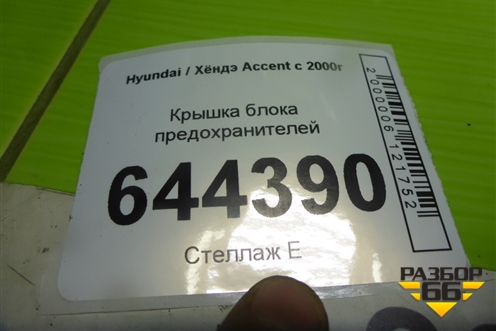 Hyundai / Хёндэ Accent с 2000г
Крышка блока
предохранителей
644390
Стеллаж Е
2000006121752
РАЗБОР
66